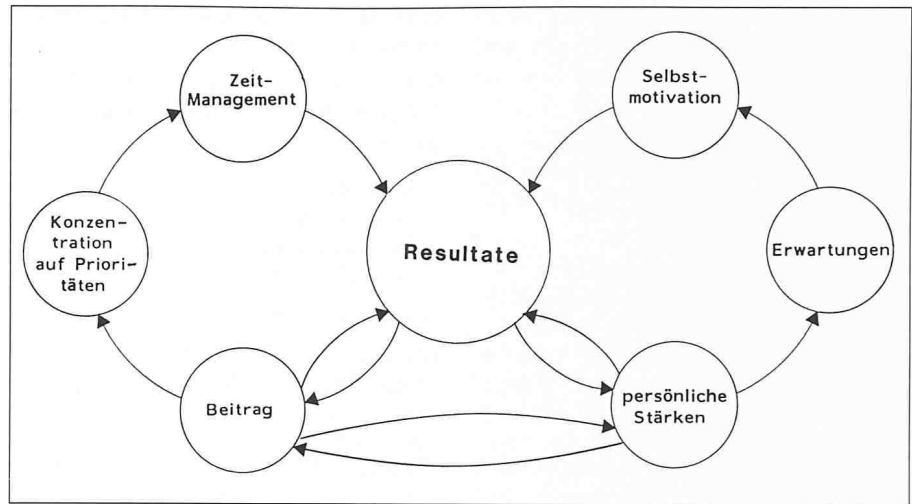 Zeit-
Management
Selbst-
motivation
Konzen-
tration
auf Priori-
täten
Resultate
Erwartungen
Beitrag
persönliche
Stärken